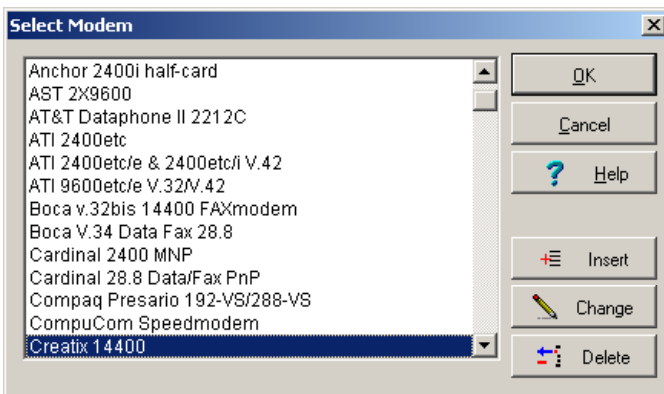 Select Modem
Anchor 2400i half-card
AST 2X9600
AT&T Dataphone II 2212C
ATI 2400etc
ATI 2400etc/e & 2400etc/i V.42
ATI 9600etc/e V.32/V.42
Boca v.32bis 14400 FAXmodem
Boca V.34 Data Fax 28.8
Cardinal 2400 MNP
Cardinal 28.8 Data/Fax PnP
Compaq Presario 192-VS/288-VS
CompuCom Speedmodem
Creatix 14400
OK
Cancel
Help
Insert
Change
Delete